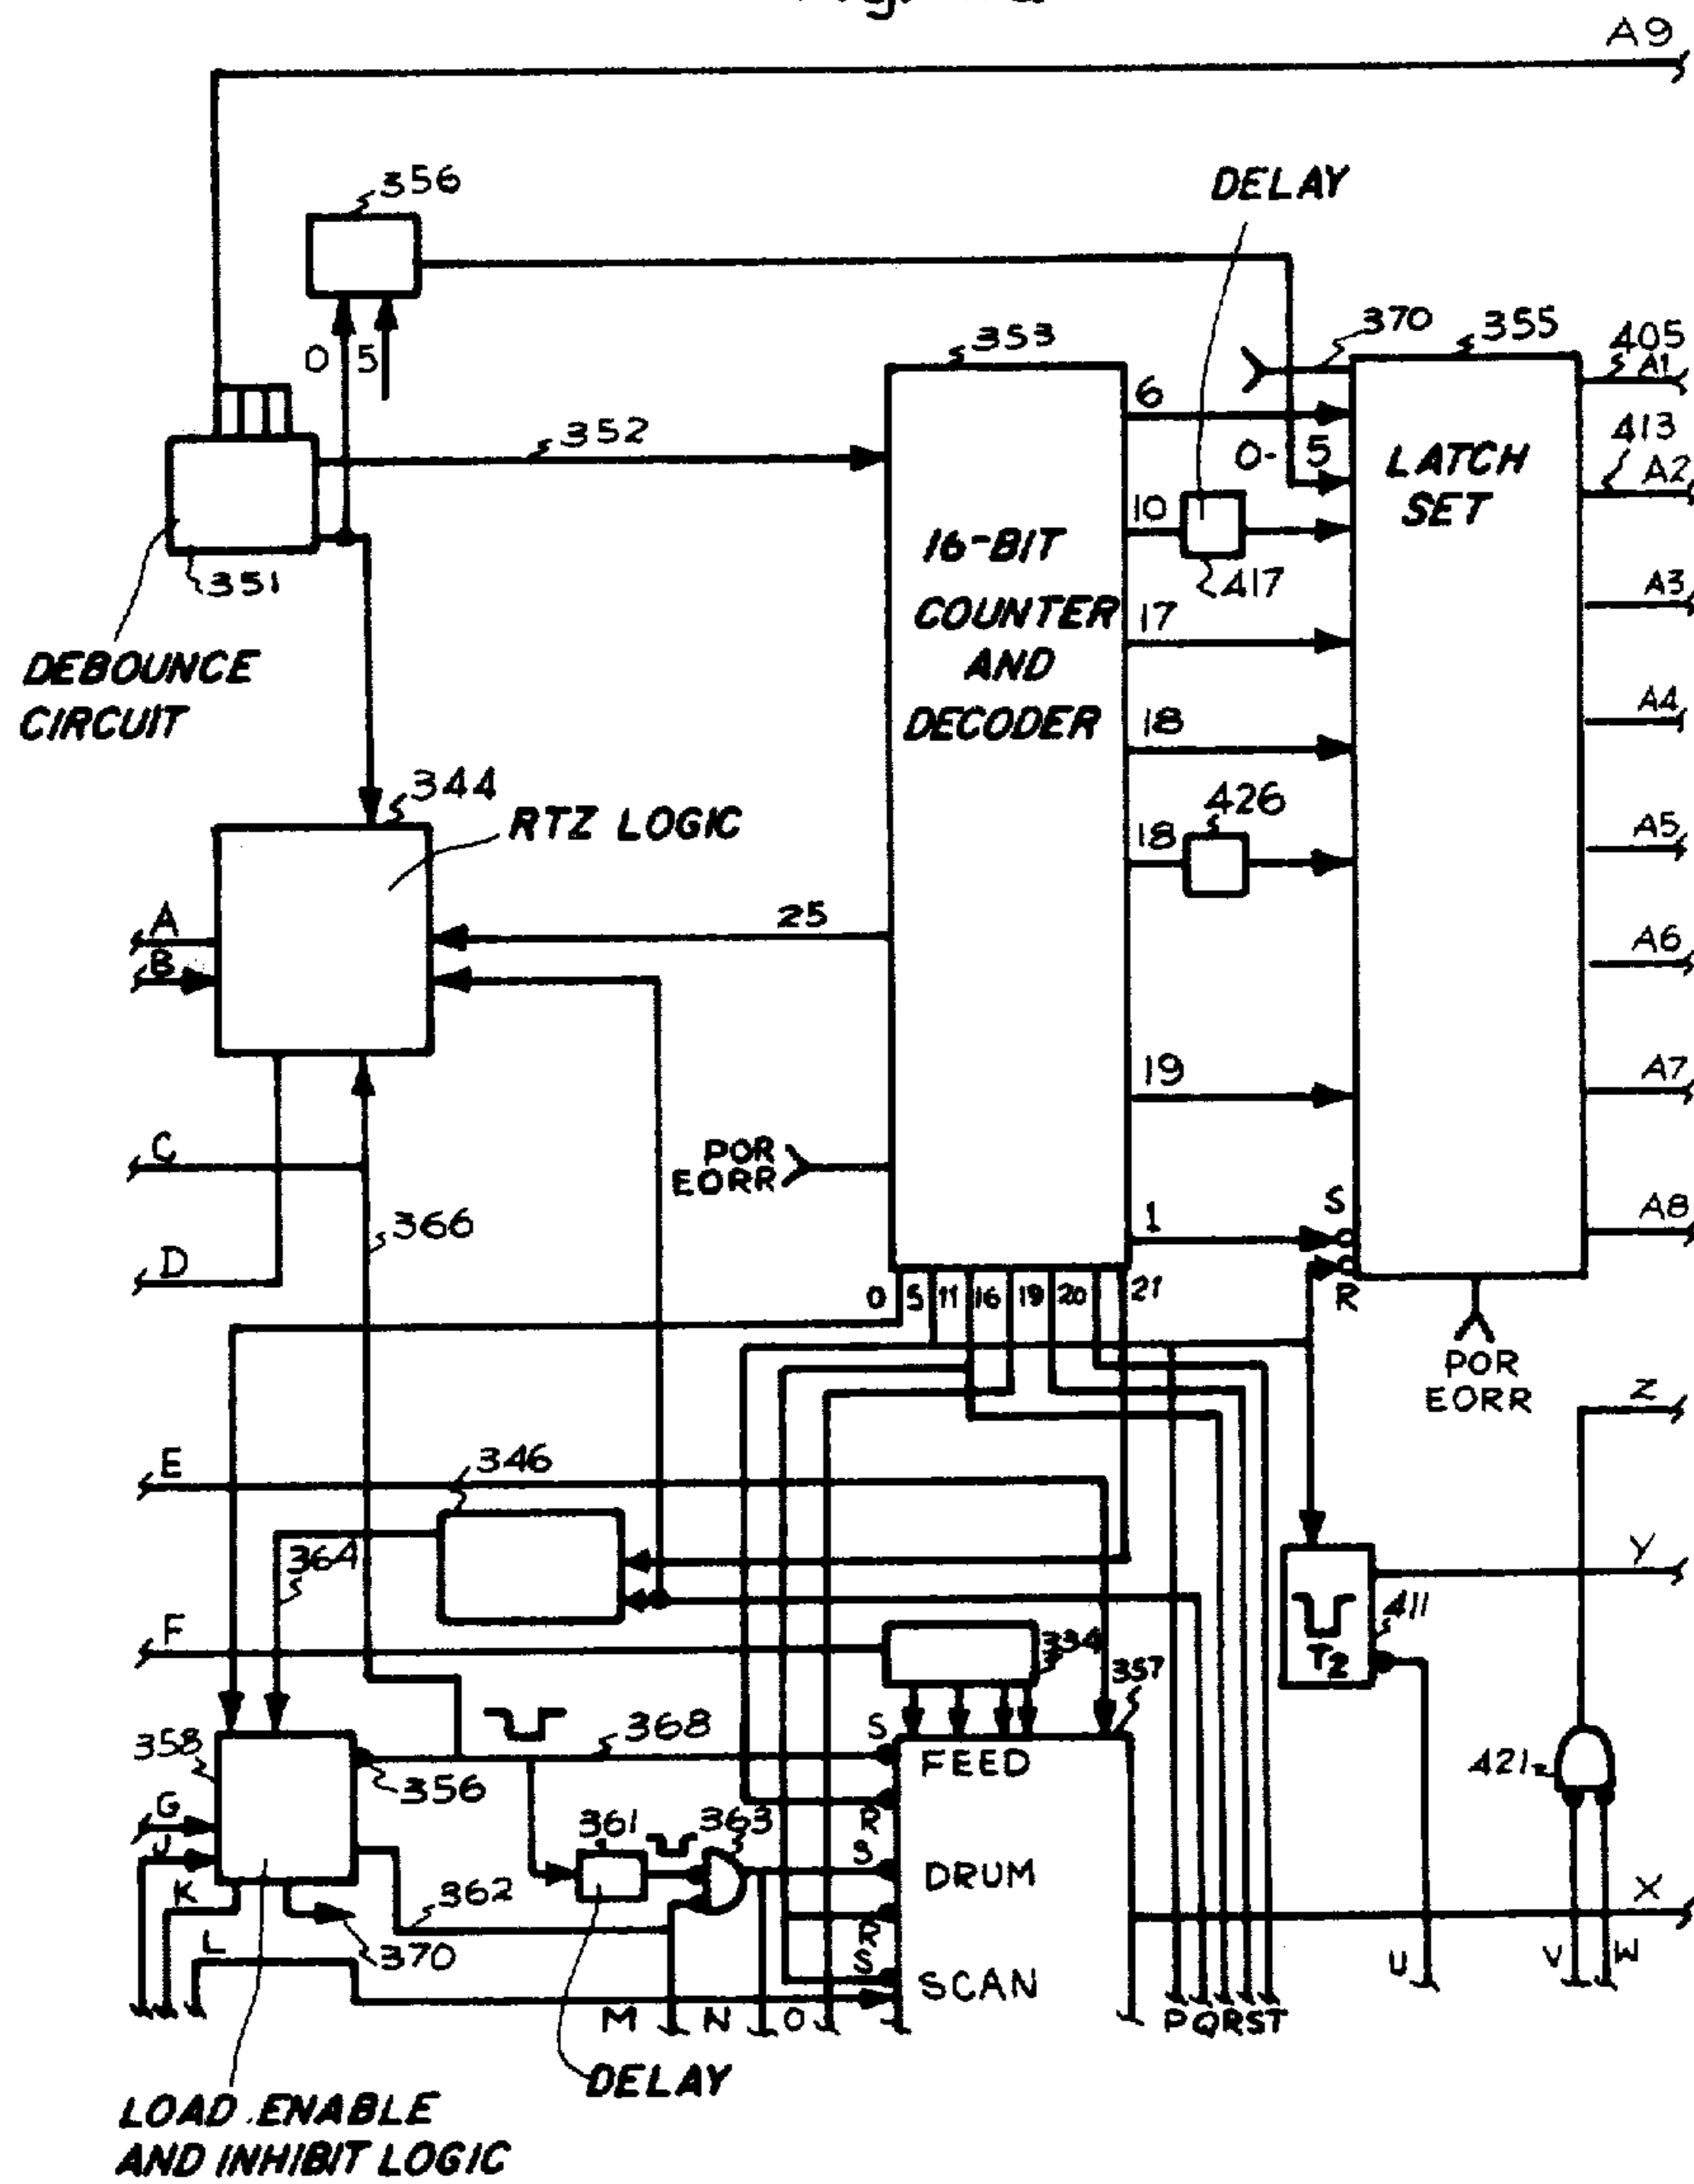 A9
356
DELAY
0 5
353
370
355
405
A1
6
352
413
0- 5
LATCH
SET
A2
10
16-BIT
COUNTER
AND
DECODER
351
417
A3
17
DEBOUNCE
CIRCUIT
18
A4
344
RTZ LOGIC
426
18
A5
A
25
B
A6
19
A7
C
POR
EORR
366
1
S
A8
D
0 5 11 16 19 20 21
R
POR
EORR
Z
E
346
364
Y
F
334
411
T2
357
358
368
S
FEED
421
356
G
R
J
361
363
S
DRUM
K
362
X
R
L
370
S
SCAN
U
V
W
M N O
PQRST
DELAY
LOAD ENABLE
AND INHIBIT LOGIC